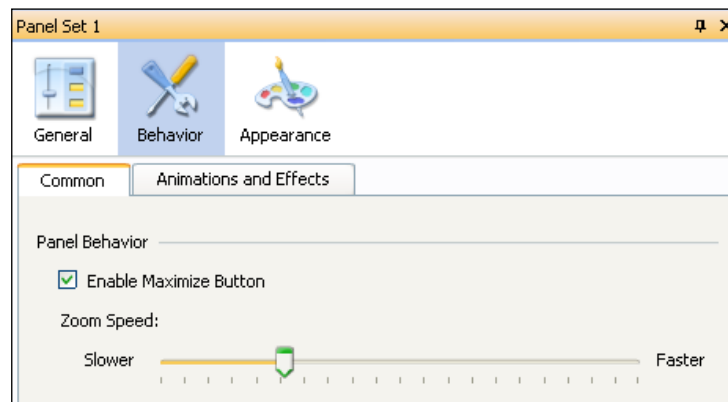 Panel Set 1
General Behavior Appearance
Common Animations and Effects
Panel Behavior
Enable Maximize Button
Zoom Speed:
Slower Faster